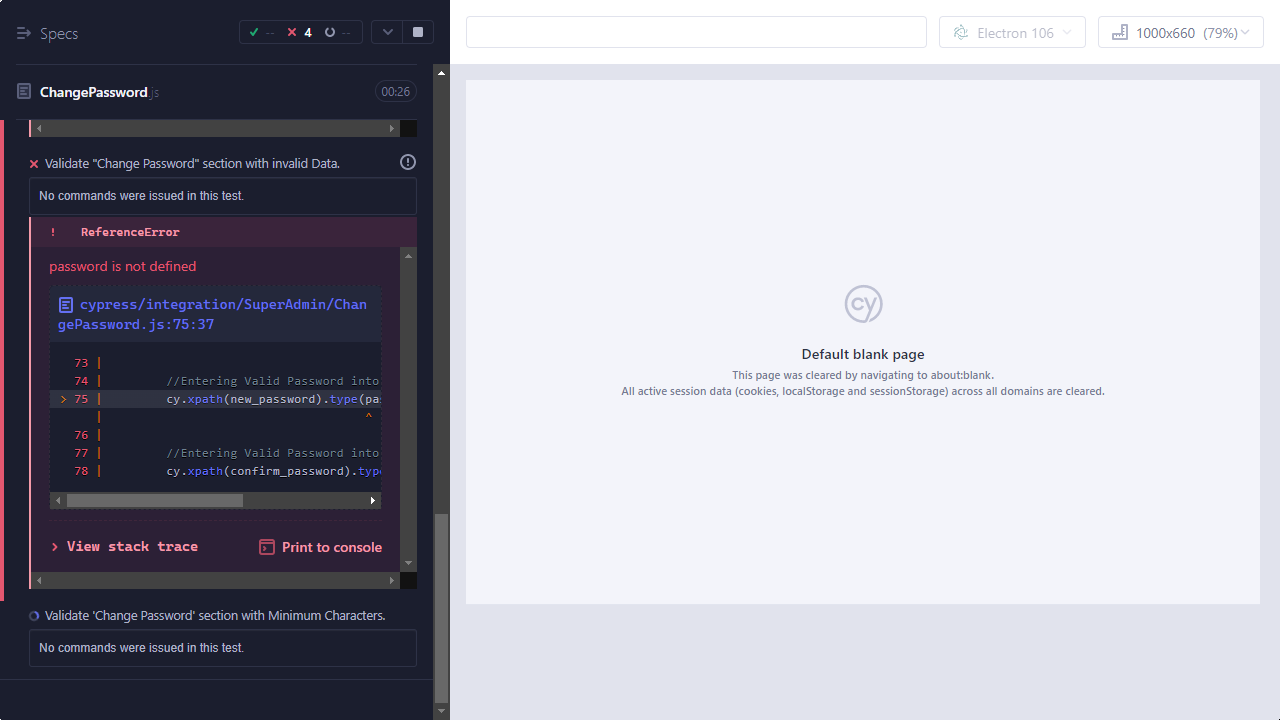 Specs
-- 4 --
Electron 106
1000x660 (79%)
ChangePassword.js
00:26
Validate "Change Password" section with invalid Data.
No commands were issued in this test.
! ReferenceError
password is not defined
cypress/integration/SuperAdmin/Chan
gePassword.js:75:37
73 |
74 | //Entering Valid Password into
> 75 | cy.xpath(new_password).type(pas
| ^
76 |
77 | //Entering Valid Password into
78 | cy.xpath(confirm_password).type
View stack trace
Print to console
Validate 'Change Password' section with Minimum Characters.
No commands were issued in this test.
cy
Default blank page
This page was cleared by navigating to about:blank.
All active session data (cookies, localStorage and sessionStorage) across all domains are cleared.